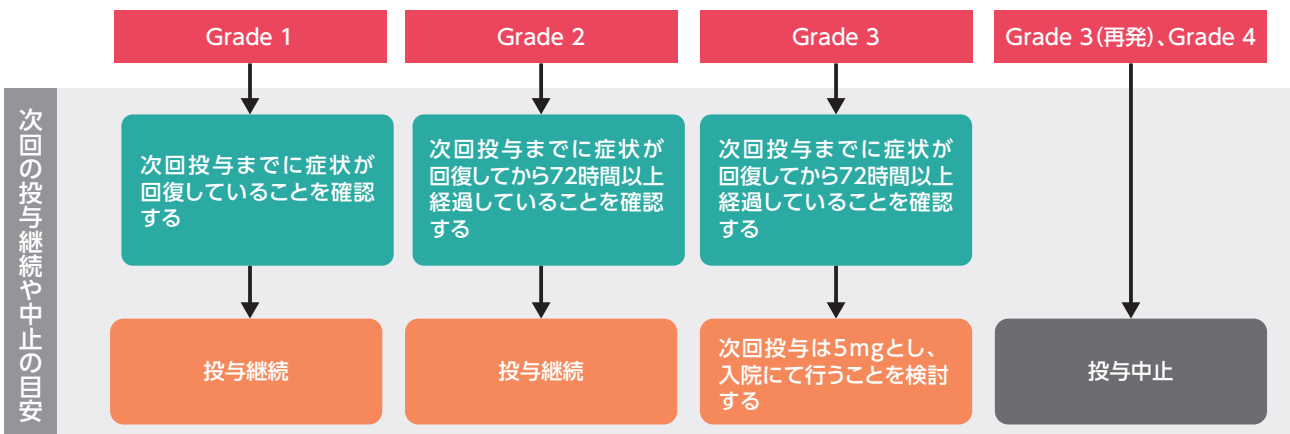 Grade 1
Grade 2
Grade 3
Grade 3(再発)、Grade 4
次回の投与継続や中止の目安
次回投与までに症状が
回復していることを確認
する
次回投与までに症状が
回復してから72時間以上
経過していることを確認
する
次回投与までに症状が
回復してから72時間以上
経過していることを確認
する
投与継続
投与継続
次回投与は5mgとし、
入院にて行うことを検討
する
投与中止